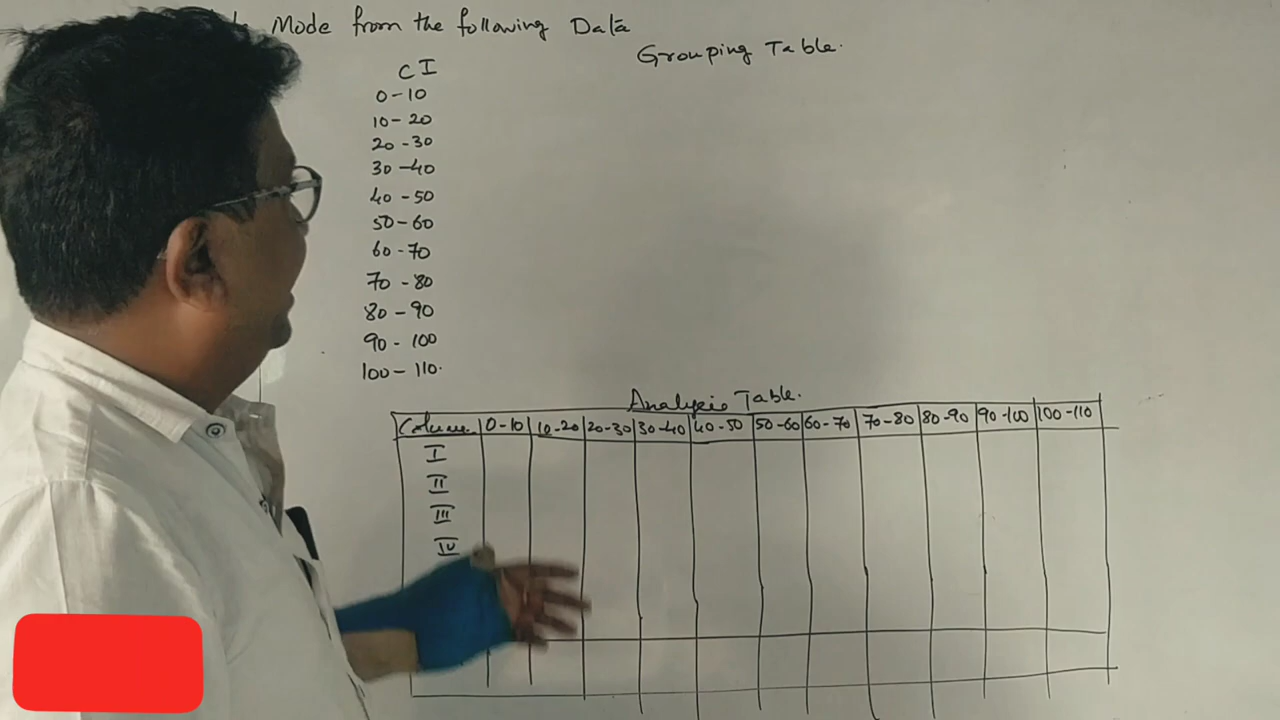 Mode from the following Data
Grouping Table.
CI
0-10
10-20
20-30
30-40
40-50
50-60
60-70
70-80
80-90
90-100
100-110.
Analysis Table.
Column 0-10 10-20 20-30 30-40 40-50 50-60 60-70 70-80 80-90 90-100 100-110
I
II
III
IV